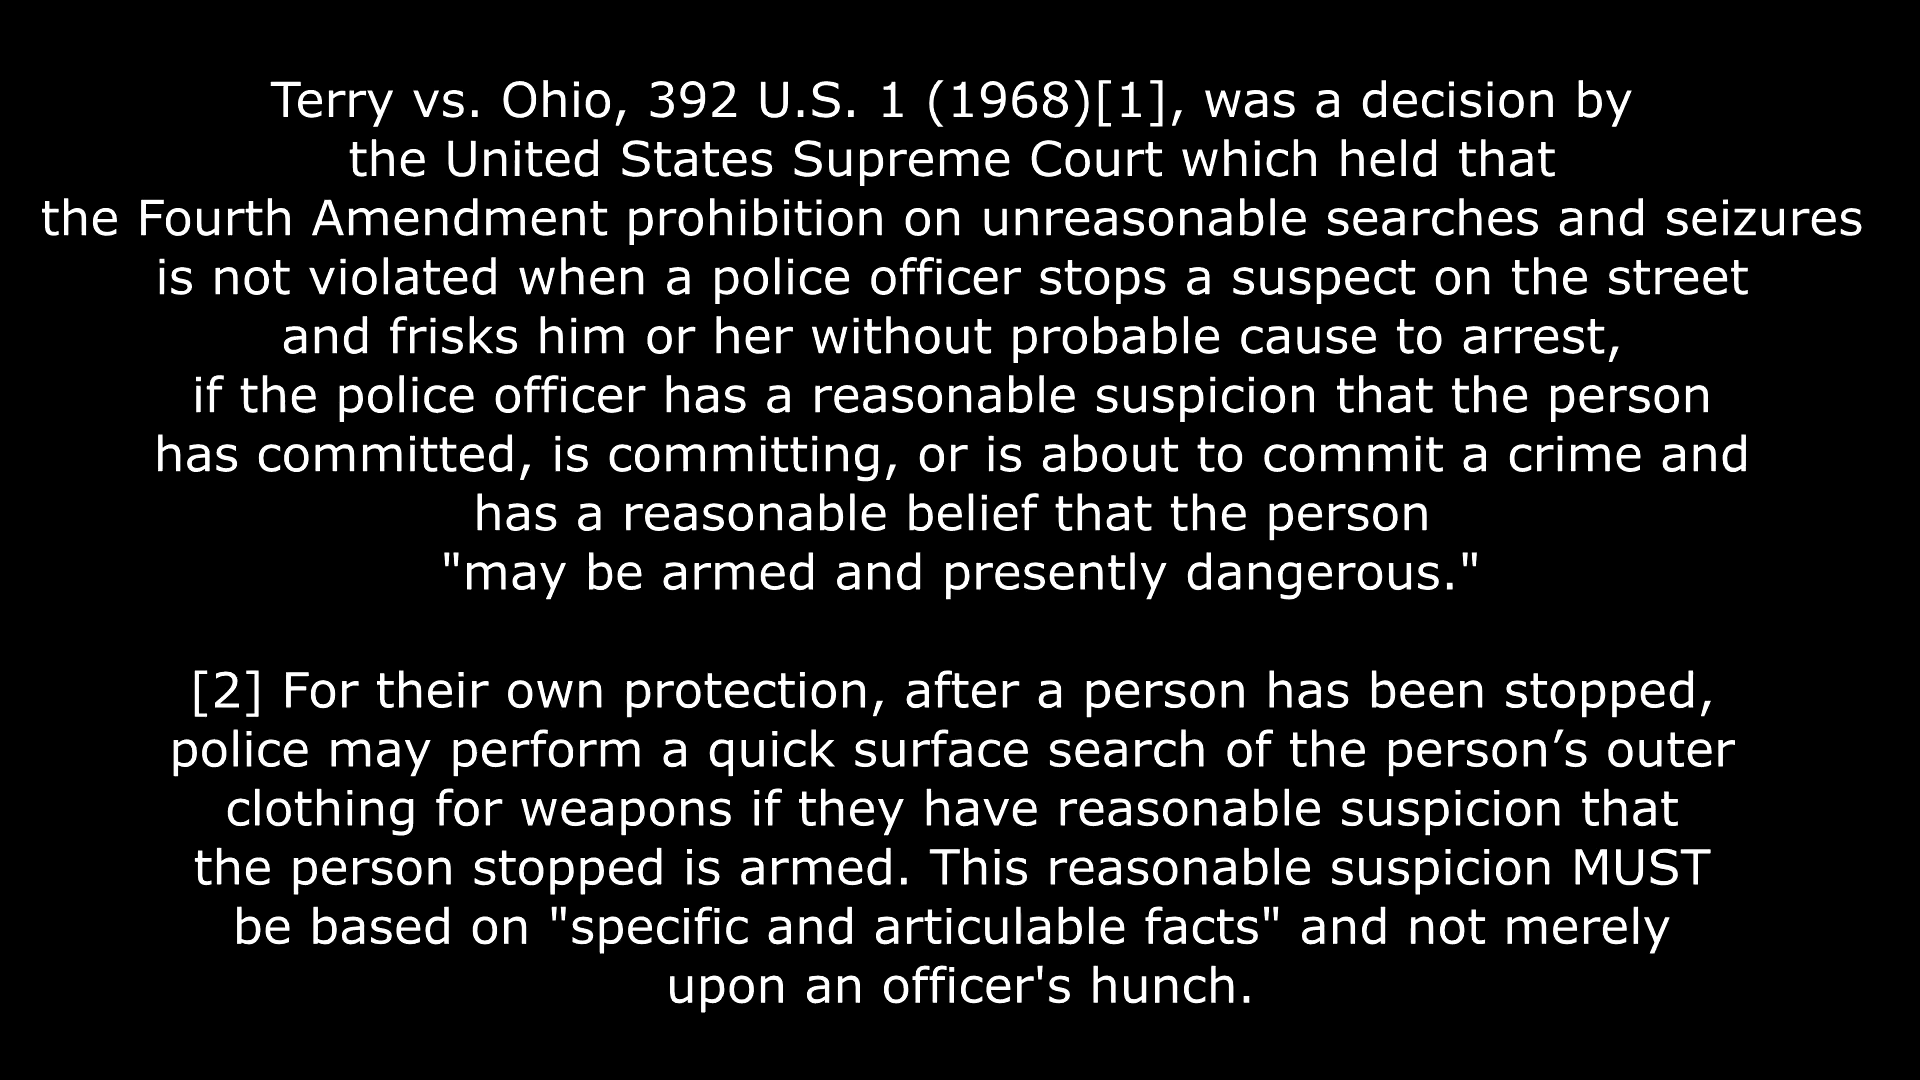 Terry vs. Ohio, 392 U.S. 1 (1968)[1], was a decision by
the United States Supreme Court which held that
the Fourth Amendment prohibition on unreasonable searches and seizures
is not violated when a police officer stops a suspect on the street
and frisks him or her without probable cause to arrest,
if the police officer has a reasonable suspicion that the person
has committed, is committing, or is about to commit a crime and
has a reasonable belief that the person
"may be armed and presently dangerous."
[2] For their own protection, after a person has been stopped,
police may perform a quick surface search of the person’s outer
clothing for weapons if they have reasonable suspicion that
the person stopped is armed. This reasonable suspicion MUST
be based on "specific and articulable facts" and not merely
upon an officer's hunch.